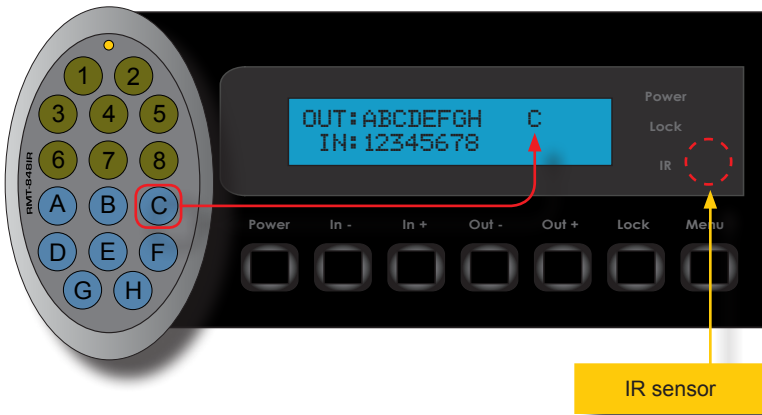 1 2
3 4 5
6 7 8
A B C
D E F
G H
RMT-848IR
OUT:ABCDEFGH C
IN:12345678
Power
Lock
IR
Power In - In + Out - Out + Lock Menu
IR sensor